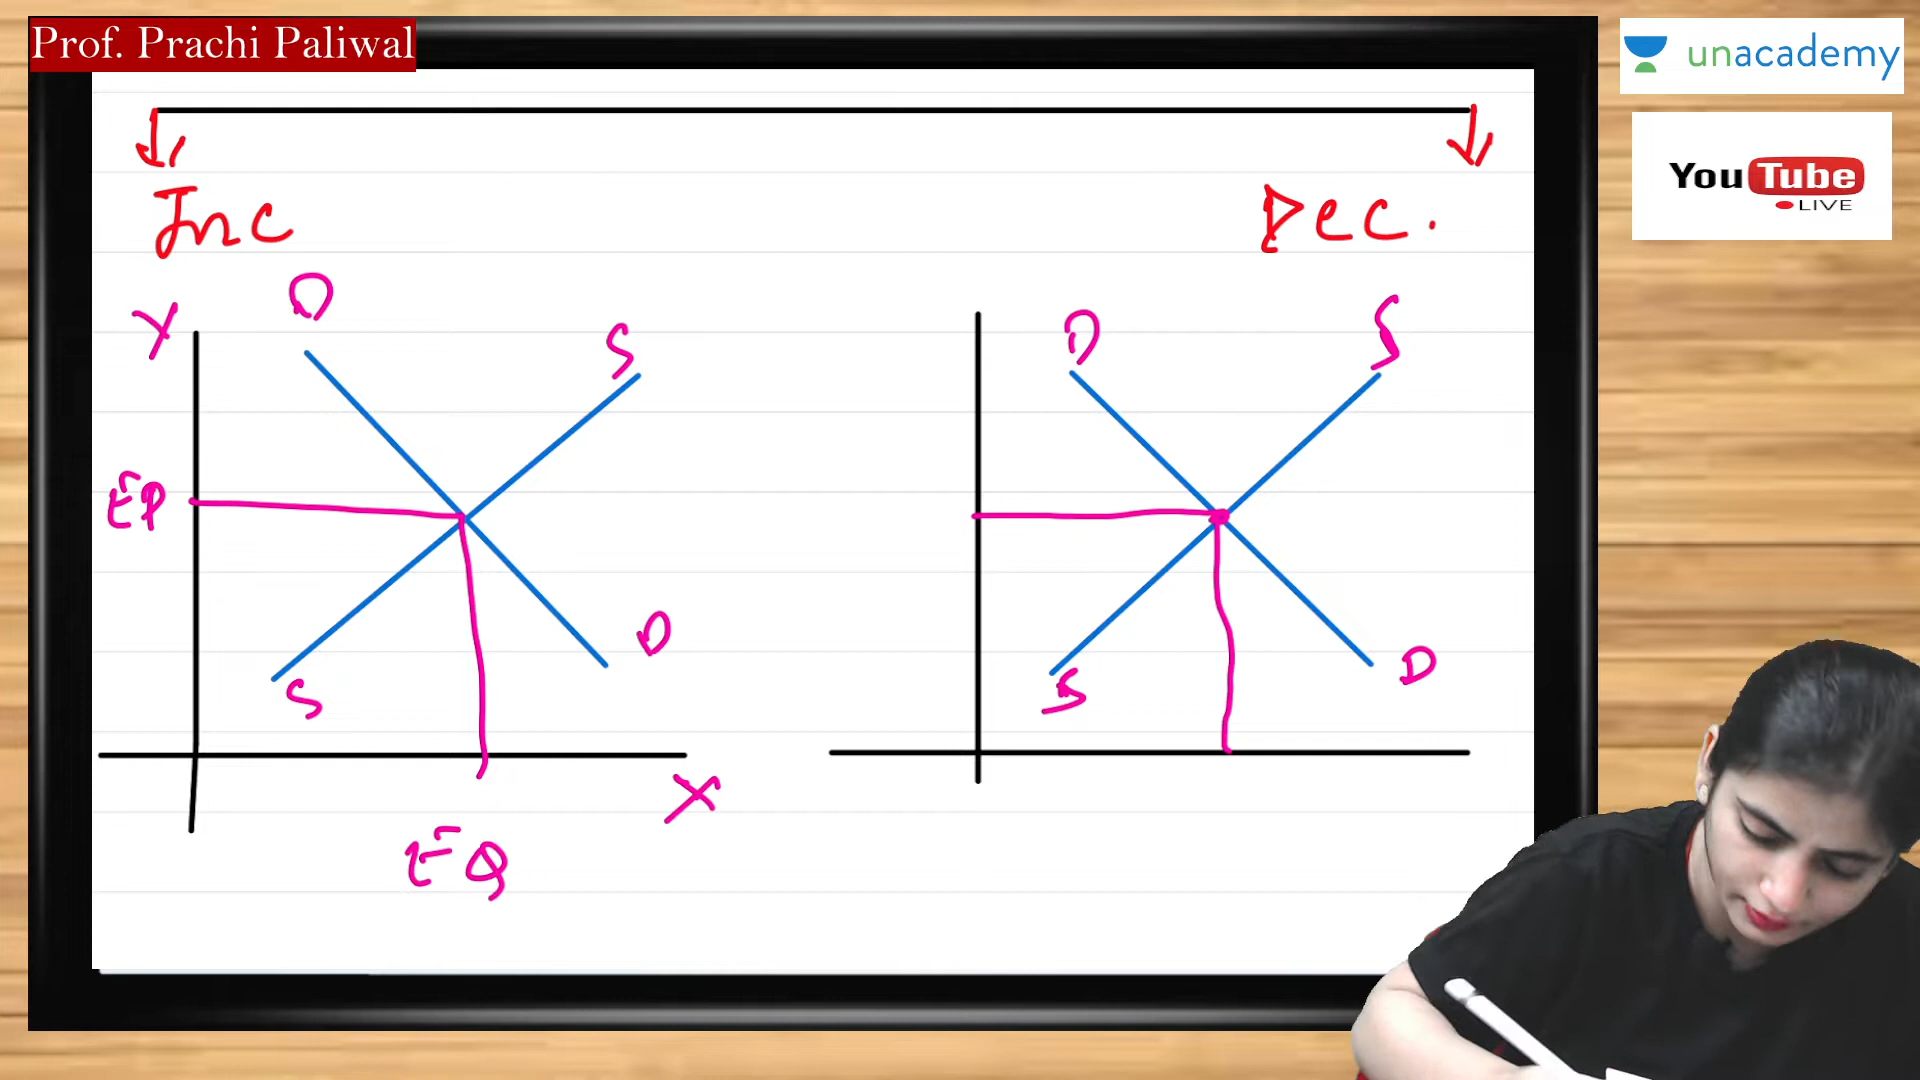 Prof. Prachi Paliwal
unacademy
YouTube
LIVE
Inc
Dec.
Y
D
S
D
S
EP
D
S
S
D
X
EQ